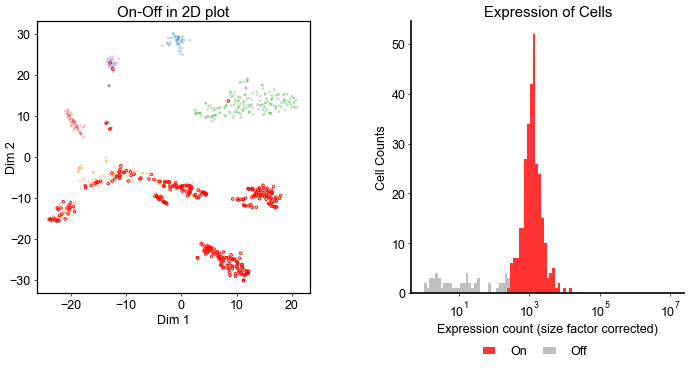 On-Off in 2D plot
30
20
10
0
−10
−20
−30
Dim 2
−20 −10 0 10 20
Dim 1
Expression of Cells
50
40
30
20
10
0
Cell Counts
10^1 10^3 10^5 10^7
Expression count (size factor corrected)
On Off